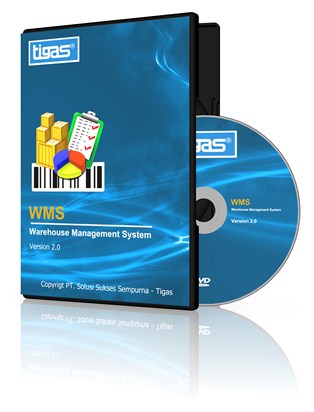 tigas®
WMS
Warehouse Management System
Version 2.0
Copyrigt PT. Solusi Sukses Sempurna - Tigas
tigas®
WMS
Warehouse Management System
Version 2.0
DVD